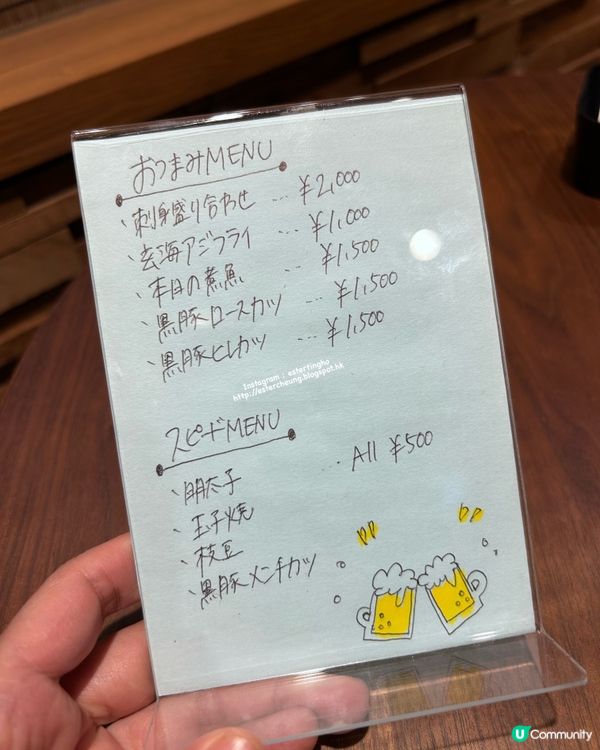 おつまみMENU
、刺身盛り合わせ … ¥2,000
、玄海アジフライ … ¥1,000
、本日の煮魚 … ¥1,500
、黒豚ロースカツ … ¥1,500
、黒豚ヒレカツ … ¥1,500
Instagram : estertingho
http://estercheung.blogspot.hk
スピードMENU
… All ¥500
、明太子
、玉子焼
、枝豆
、黒豚メンチカツ
U Community